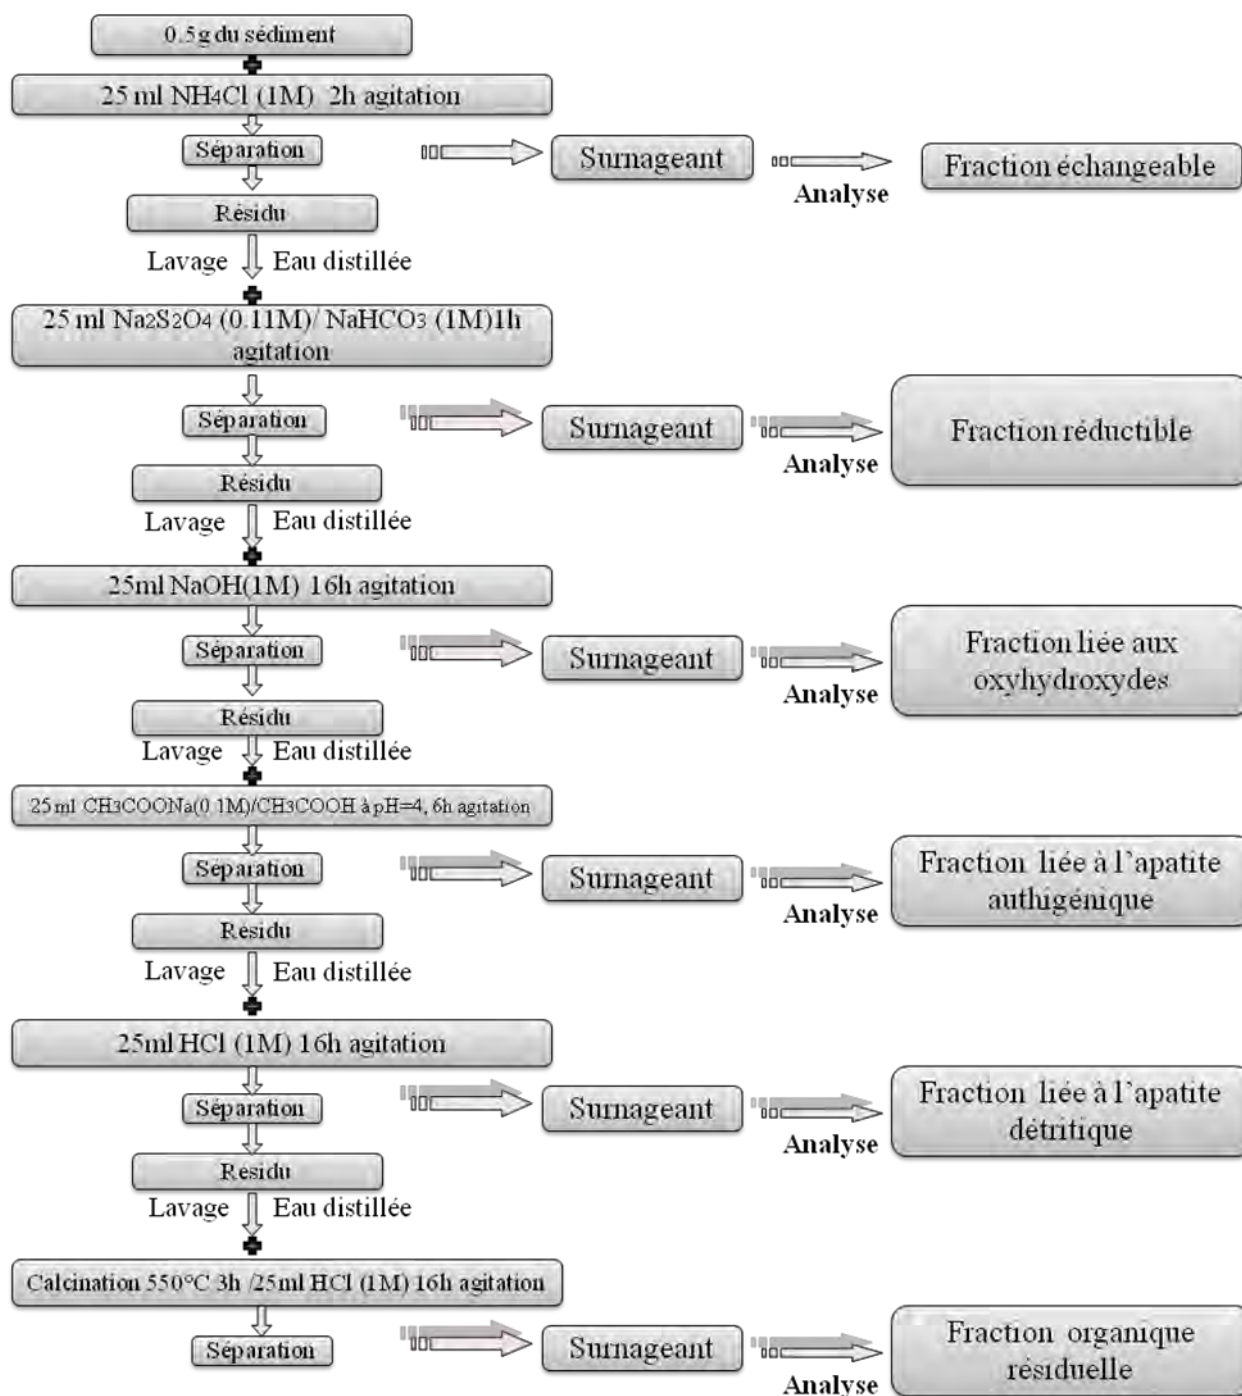 0.5g du sédiment
25 ml NH4Cl (1M) 2h agitation
Séparation
Surnageant
Analyse
Fraction échangeable
Résidu
Lavage Eau distillée
25 ml Na2S2O4 (0.11M)/ NaHCO3 (1M)1h
agitation
Séparation
Surnageant
Analyse
Fraction réductible
Résidu
Lavage Eau distillée
25ml NaOH(1M) 16h agitation
Séparation
Surnageant
Analyse
Fraction liée aux
oxyhydroxydes
Résidu
Lavage Eau distillée
25 ml CH3COONa(0 1M)/CH3COOH à pH=4, 6h agitation
Séparation
Surnageant
Analyse
Fraction liée à l’apatite
authigénique
Résidu
Lavage Eau distillée
25ml HCl (1M) 16h agitation
Séparation
Surnageant
Analyse
Fraction liée à l’apatite
détritique
Résidu
Lavage Eau distillée
Calcination 550°C 3h /25ml HCl (1M) 16h agitation
Séparation
Surnageant
Analyse
Fraction organique
résiduelle